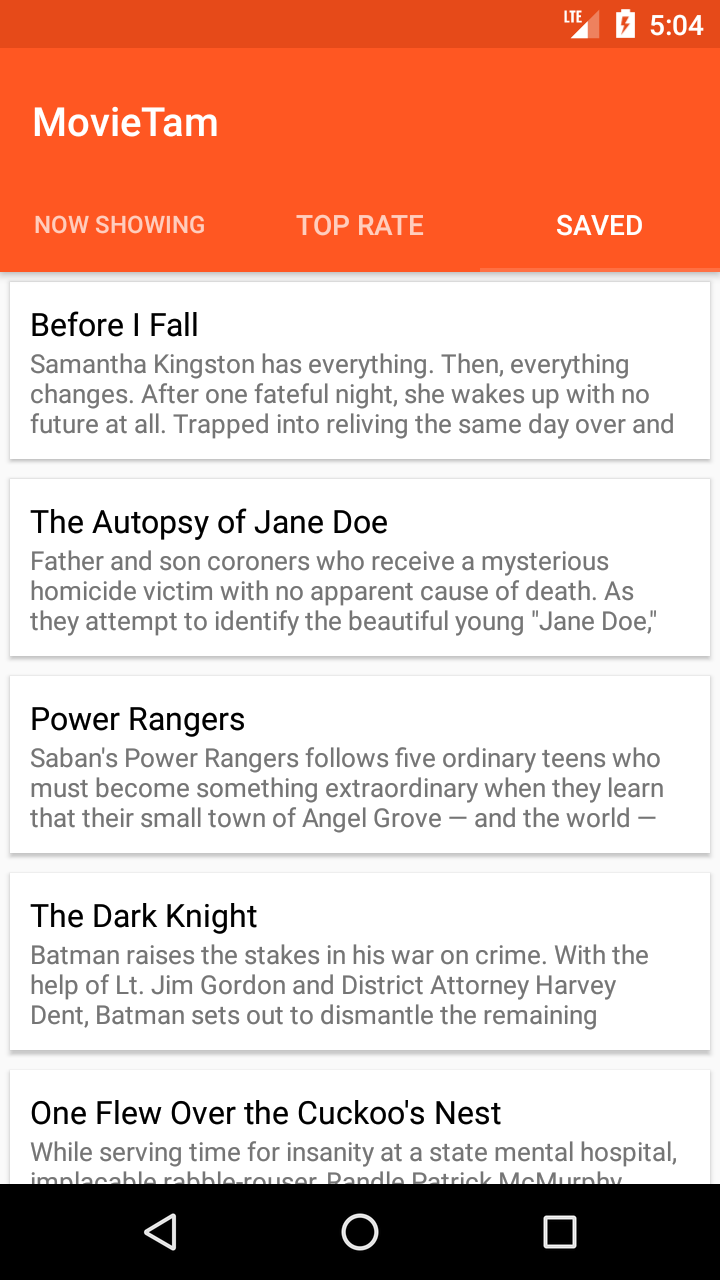 LTE 5:04
MovieTam
NOW SHOWING TOP RATE SAVED
Before I Fall
Samantha Kingston has everything. Then, everything
changes. After one fateful night, she wakes up with no
future at all. Trapped into reliving the same day over and
The Autopsy of Jane Doe
Father and son coroners who receive a mysterious
homicide victim with no apparent cause of death. As
they attempt to identify the beautiful young "Jane Doe,"
Power Rangers
Saban's Power Rangers follows five ordinary teens who
must become something extraordinary when they learn
that their small town of Angel Grove — and the world —
The Dark Knight
Batman raises the stakes in his war on crime. With the
help of Lt. Jim Gordon and District Attorney Harvey
Dent, Batman sets out to dismantle the remaining
One Flew Over the Cuckoo's Nest
While serving time for insanity at a state mental hospital,
implacable rabble-rouser, Randle Patrick McMurphy,